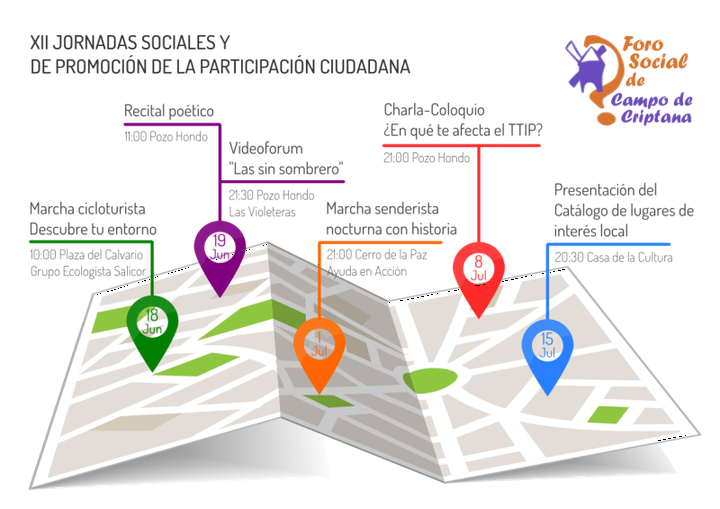 XII JORNADAS SOCIALES Y
DE PROMOCIÓN DE LA PARTICIPACIÓN CIUDADANA
Foro
Social
de
Campo de
Criptana
Recital poético
11:00 Pozo Hondo
Videoforum
"Las sin sombrero"
21:30 Pozo Hondo
Las Violeteras
19
Jun
Charla-Coloquio
¿En qué te afecta el TTIP?
21:00 Pozo Hondo
8
Jul
Marcha cicloturista
Descubre tu entorno
10:00 Plaza del Calvario
Grupo Ecologista Salicor
18
Jun
Marcha senderista
nocturna con historia
21:00 Cerro de la Paz
Ayuda en Acción
1
Jul
Presentación del
Catálogo de lugares de
interés local
20:30 Casa de la Cultura
15
Jul